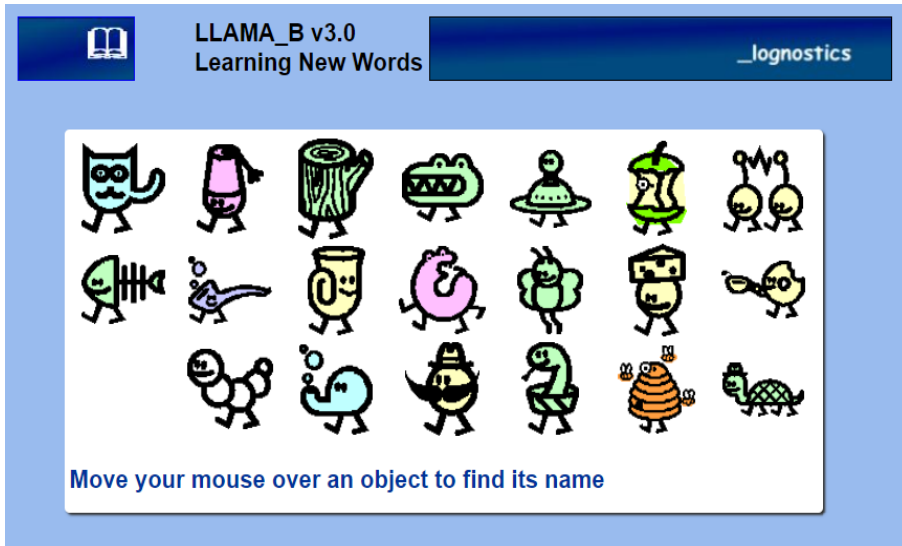 LLAMA_B v3.0
Learning New Words
_lognostics
Move your mouse over an object to find its name